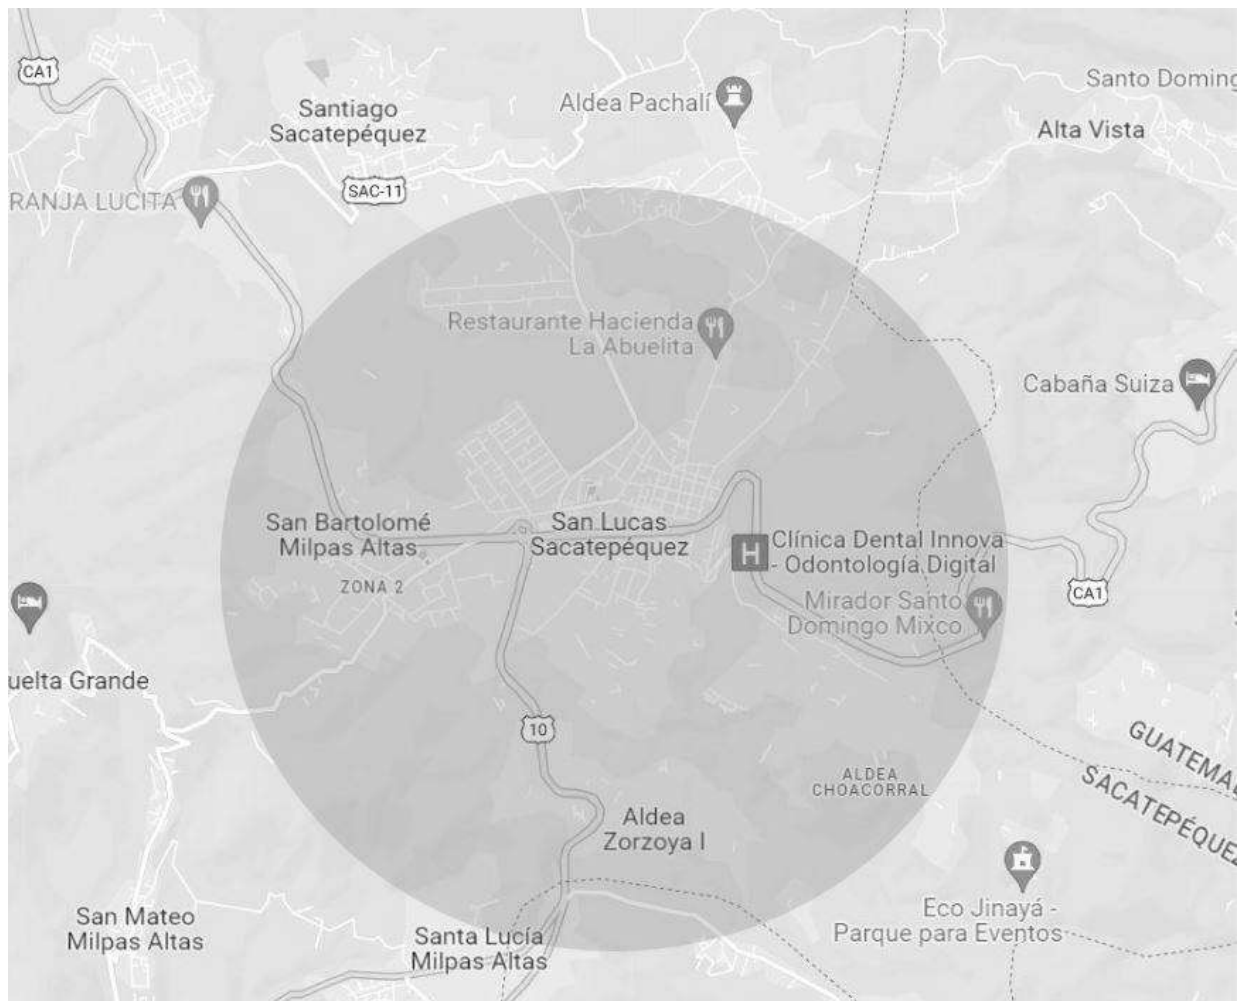 CA1
Santiago
Sacatepéquez
SAC-11
Aldea Pachalí
Santo Doming
Alta Vista
RANJA LUCITA
Restaurante Hacienda
La Abuelita
Cabaña Suiza
San Bartolomé
Milpas Altas
ZONA 2
San Lucas
Sacatepéquez
H
Clínica Dental Innova
- Odontología Digital
CA1
Mirador Santo
Domingo Mixco
uelta Grande
10
ALDEA
CHOACORRAL
GUATEMAL
SACATEPÉQUEZ
Aldea
Zorzoya I
San Mateo
Milpas Altas
Santa Lucía
Milpas Altas
Eco Jinayá -
Parque para Eventos